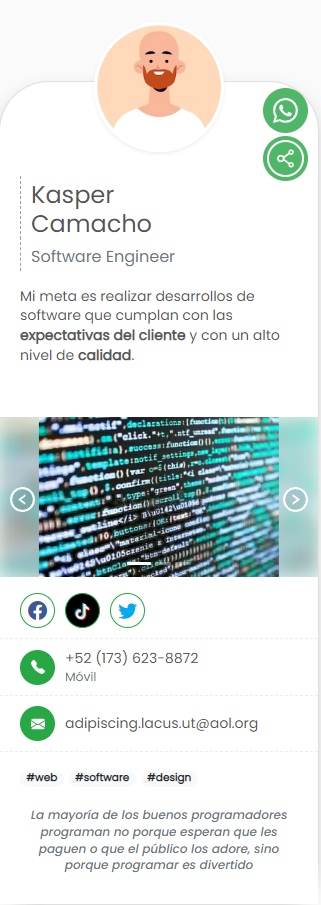 Kasper
Camacho
Software Engineer
Mi meta es realizar desarrollos de
software que cumplan con las
expectativas del cliente y con un alto
nivel de calidad.
+52 (173) 623-8872
Móvil
adipiscing.lacus.ut@aol.org
#web #software #design
La mayoría de los buenos programadores
programan no porque esperan que les
paguen o que el público los adore, sino
porque programar es divertido